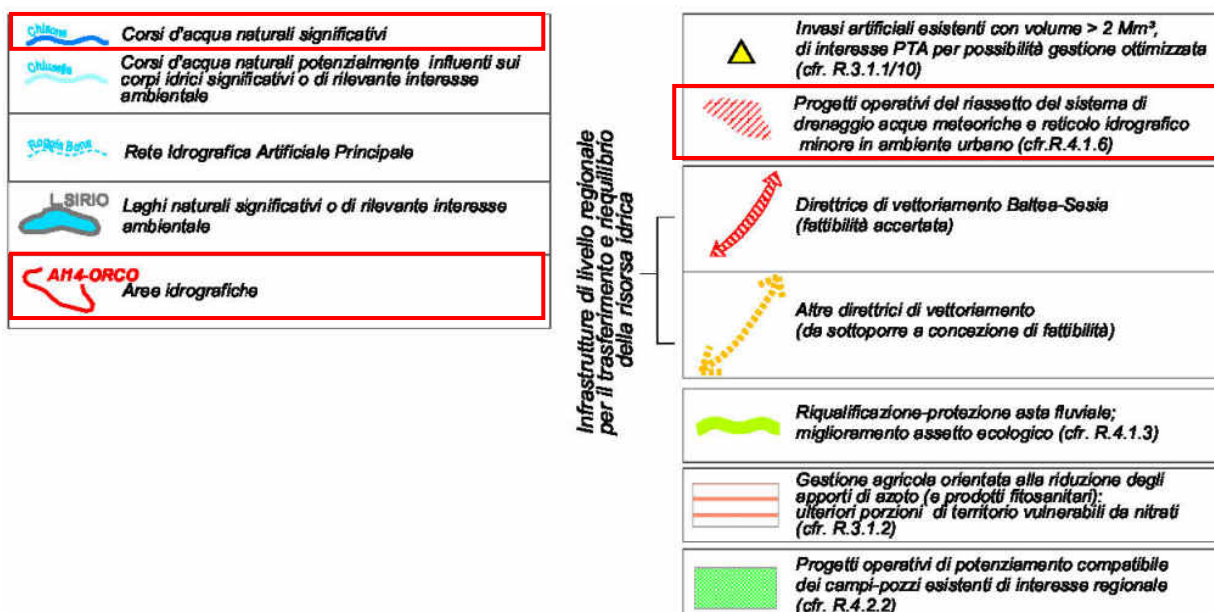 Chisone
Corsi d'acqua naturali significativi
Chiusella
Corsi d'acqua naturali potenzialmente influenti sui
corpi idrici significativi o di rilevante interesse
ambientale
Roggia Bona
Rete Idrografica Artificiale Principale
L.SIRIO
Laghi naturali significativi o di rilevante interesse
ambientale
AI14-ORCO
Aree idrografiche
Infrastrutture di livello regionale
per il trasferimento e riequilibrio
della risorsa idrica
Invasi artificiali esistenti con volume > 2 Mm³,
di interesse PTA per possibilità gestione ottimizzata
(cfr. R.3.1.1/10)
Progetti operativi del riassetto del sistema di
drenaggio acque meteoriche e reticolo idrografico
minore in ambiente urbano (cfr.R.4.1.6)
Direttrice di vettoriamento Baltea-Sesia
(fattibilità accertata)
Altre direttrici di vettoriamento
(da sottoporre a concezione di fattibilità)
Riqualificazione-protezione asta fluviale;
miglioramento assetto ecologico (cfr. R.4.1.3)
Gestione agricola orientata alla riduzione degli
apporti di azoto (e prodotti fitosanitari):
ulteriori porzioni di territorio vulnerabili da nitrati
(cfr. R.3.1.2)
Progetti operativi di potenziamento compatibile
dei campi-pozzi esistenti di interesse regionale
(cfr. R.4.2.2)